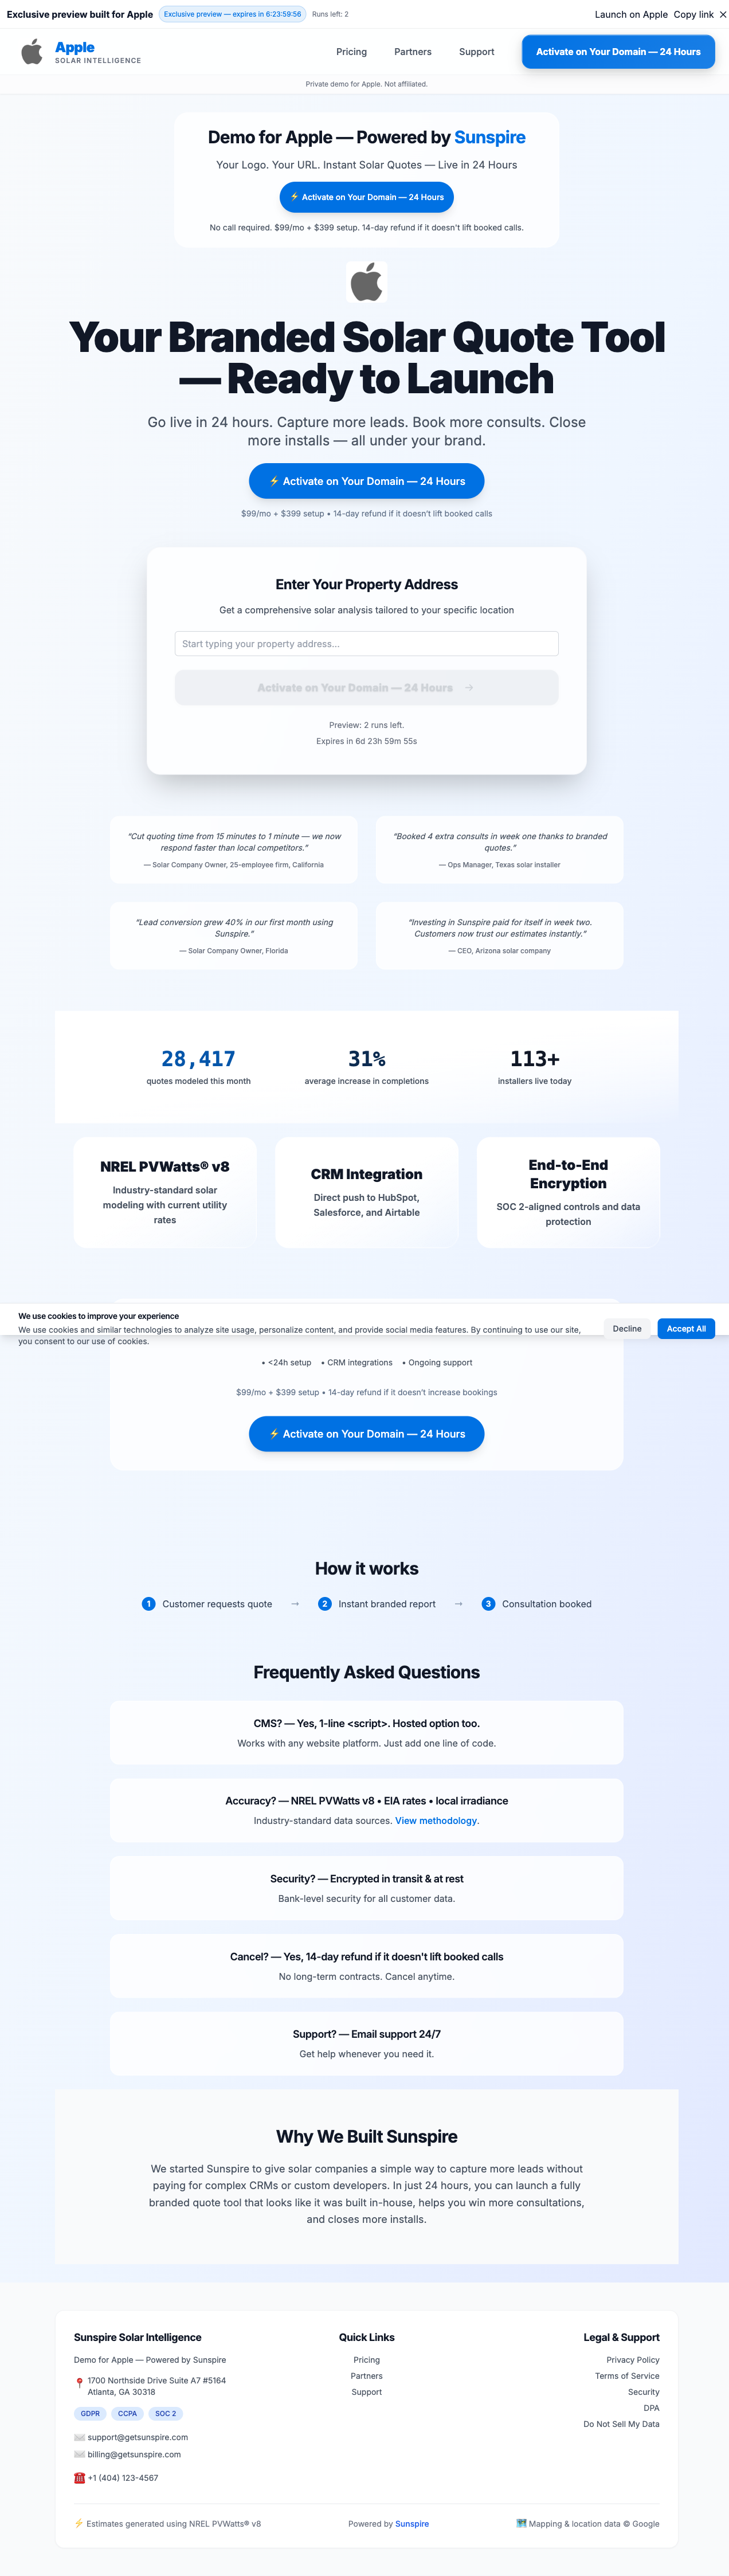 Exclusive preview built for Apple
Exclusive preview — expires in 6:23:59:56
Runs left: 2
Launch on Apple
Copy link
×
Apple
SOLAR INTELLIGENCE
Pricing
Partners
Support
Activate on Your Domain — 24 Hours
Private demo for Apple. Not affiliated.
Demo for Apple — Powered by Sunspire
Your Logo. Your URL. Instant Solar Quotes — Live in 24 Hours
⚡ Activate on Your Domain — 24 Hours
No call required. $99/mo + $399 setup. 14-day refund if it doesn't lift booked calls.
Your Branded Solar Quote Tool
— Ready to Launch
Go live in 24 hours. Capture more leads. Book more consults. Close
more installs — all under your brand.
⚡ Activate on Your Domain — 24 Hours
$99/mo + $399 setup • 14-day refund if it doesn't lift booked calls
Enter Your Property Address
Get a comprehensive solar analysis tailored to your specific location
Start typing your property address...
Activate on Your Domain — 24 Hours →
Preview: 2 runs left.
Expires in 6d 23h 59m 55s
"Cut quoting time from 15 minutes to 1 minute — we now
respond faster than local competitors."
— Solar Company Owner, 25-employee firm, California
"Booked 4 extra consults in week one thanks to branded
quotes."
— Ops Manager, Texas solar installer
"Lead conversion grew 40% in our first month using
Sunspire."
— Solar Company Owner, Florida
"Investing in Sunspire paid for itself in week two.
Customers now trust our estimates instantly."
— CEO, Arizona solar company
28,417
quotes modeled this month
31%
average increase in completions
113+
installers live today
NREL PVWatts® v8
Industry-standard solar
modeling with current utility
rates
CRM Integration
Direct push to HubSpot,
Salesforce, and Airtable
End-to-End
Encryption
SOC 2-aligned controls and data
protection
We use cookies to improve your experience
We use cookies and similar technologies to analyze site usage, personalize content, and provide social media features. By continuing to use our site,
you consent to our use of cookies.
Decline
Accept All
• <24h setup • CRM integrations • Ongoing support
$99/mo + $399 setup • 14-day refund if it doesn't increase bookings
⚡ Activate on Your Domain — 24 Hours
How it works
1 Customer requests quote → 2 Instant branded report → 3 Consultation booked
Frequently Asked Questions
CMS? — Yes, 1-line <script>. Hosted option too.
Works with any website platform. Just add one line of code.
Accuracy? — NREL PVWatts v8 • EIA rates • local irradiance
Industry-standard data sources. View methodology.
Security? — Encrypted in transit & at rest
Bank-level security for all customer data.
Cancel? — Yes, 14-day refund if it doesn't lift booked calls
No long-term contracts. Cancel anytime.
Support? — Email support 24/7
Get help whenever you need it.
Why We Built Sunspire
We started Sunspire to give solar companies a simple way to capture more leads without
paying for complex CRMs or custom developers. In just 24 hours, you can launch a fully
branded quote tool that looks like it was built in-house, helps you win more consultations,
and closes more installs.
Sunspire Solar Intelligence
Demo for Apple — Powered by Sunspire
📍 1700 Northside Drive Suite A7 #5164
Atlanta, GA 30318
GDPR
CCPA
SOC 2
✉️ support@getsunspire.com
✉️ billing@getsunspire.com
☎️ +1 (404) 123-4567
Quick Links
Pricing
Partners
Support
Legal & Support
Privacy Policy
Terms of Service
Security
DPA
Do Not Sell My Data
⚡ Estimates generated using NREL PVWatts® v8
Powered by Sunspire
🗺️ Mapping & location data © Google